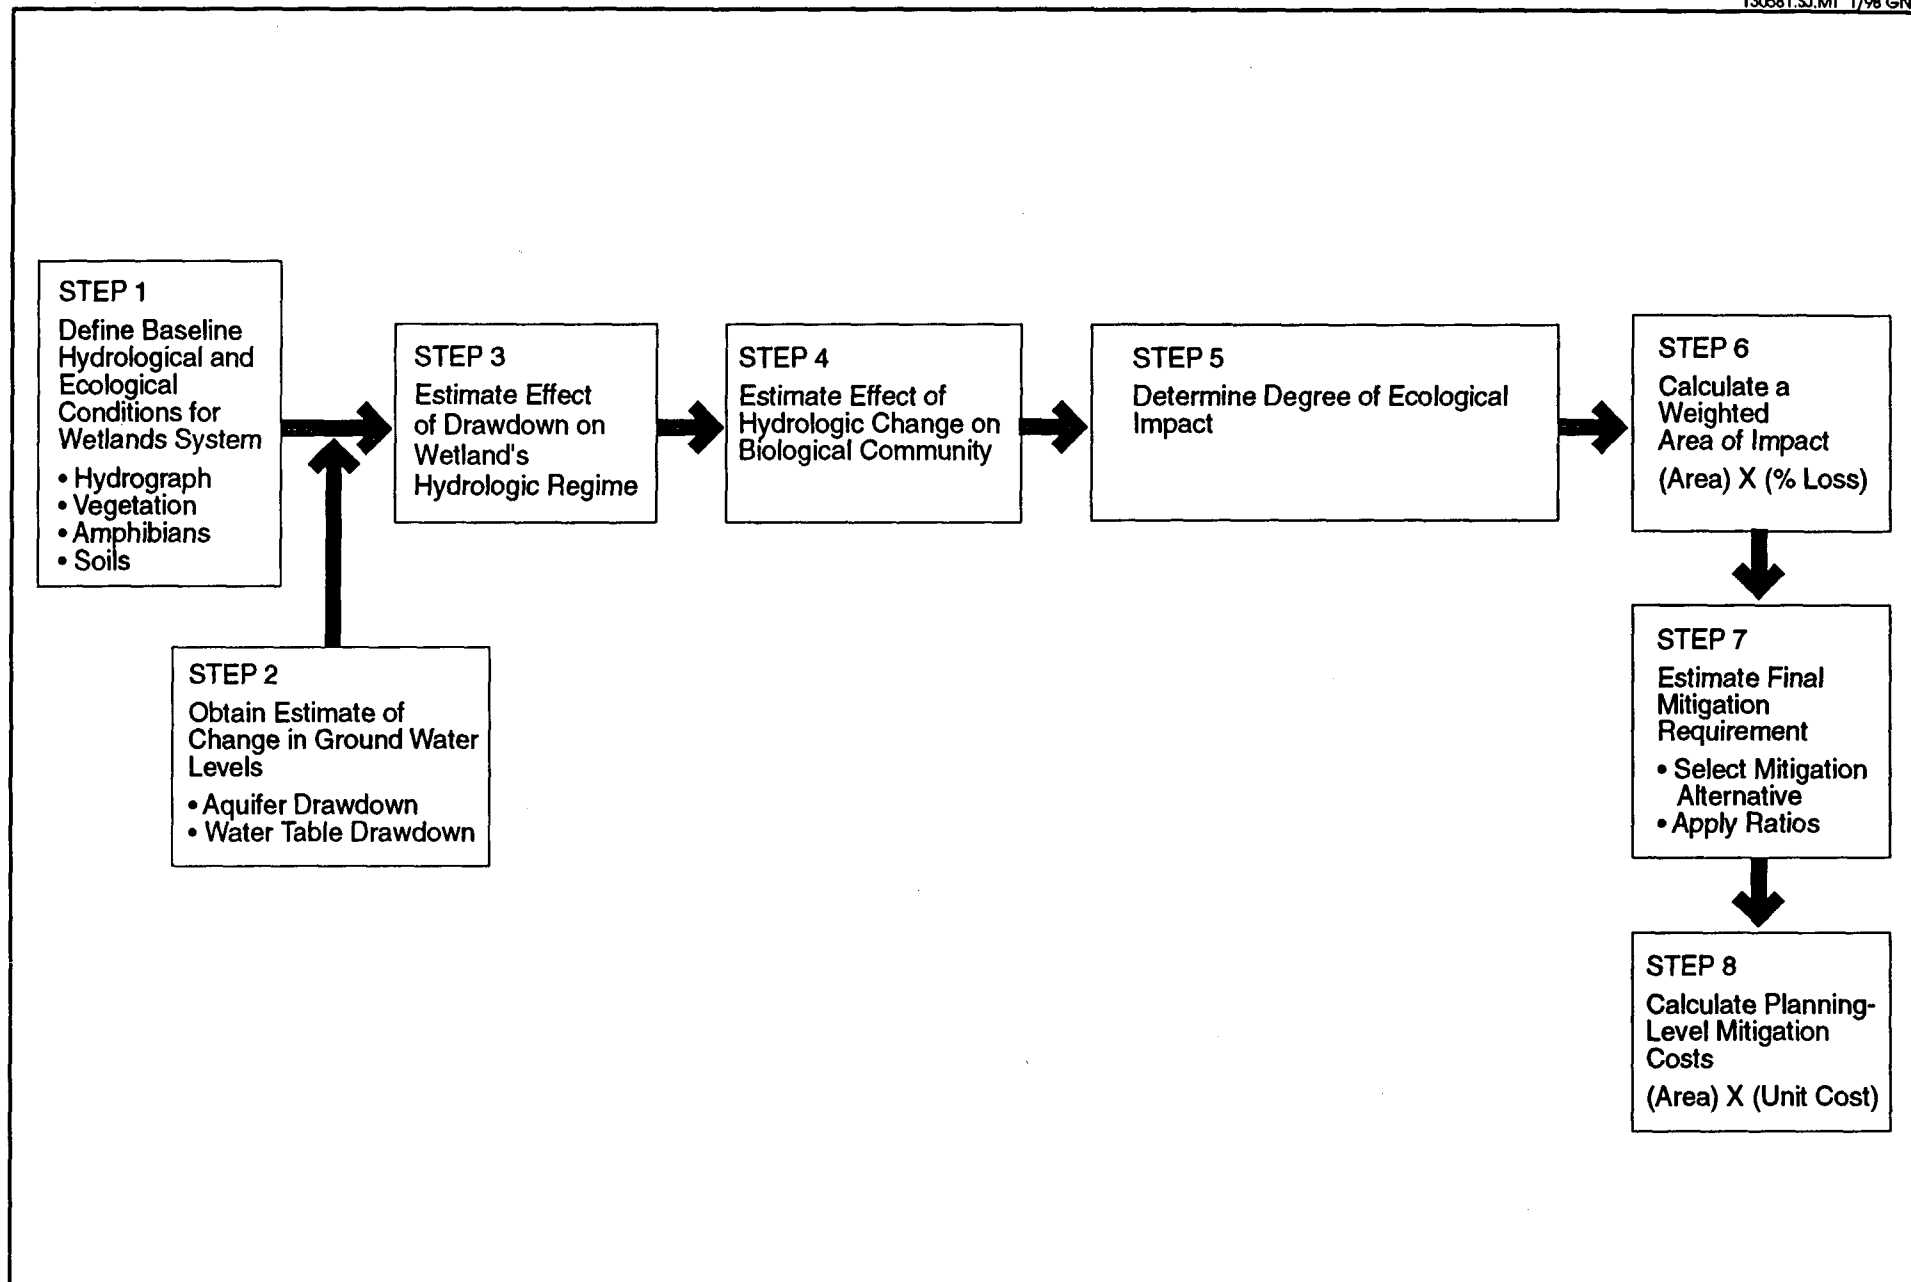 STEP 1
Define Baseline
Hydrological and
Ecological
Conditions for
Wetlands System
• Hydrograph
• Vegetation
• Amphibians
• Soils
STEP 2
Obtain Estimate of
Change in Ground Water
Levels
• Aquifer Drawdown
• Water Table Drawdown
STEP 3
Estimate Effect
of Drawdown on
Wetland's
Hydrologic Regime
STEP 4
Estimate Effect of
Hydrologic Change on
Biological Community
STEP 5
Determine Degree of Ecological
Impact
STEP 6
Calculate a
Weighted
Area of Impact
(Area) X (% Loss)
STEP 7
Estimate Final
Mitigation
Requirement
• Select Mitigation
Alternative
• Apply Ratios
STEP 8
Calculate Planning-
Level Mitigation
Costs
(Area) X (Unit Cost)